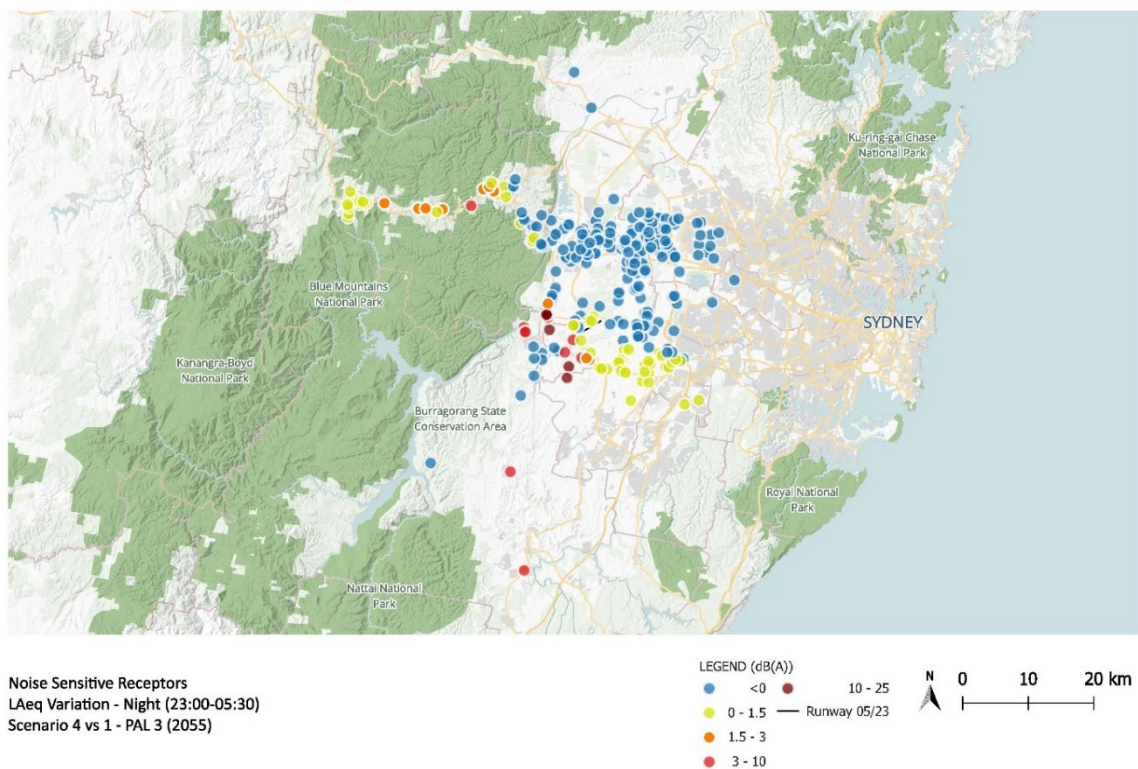 Ku-ring-gai Chase
National Park
Blue Mountains
National Park
SYDNEY
Kanangra-Boyd
National Park
Burragorang State
Conservation Area
Royal National
Park
Nattai National
Park
Noise Sensitive Receptors
LAeq Variation - Night (23:00-05:30)
Scenario 4 vs 1 - PAL 3 (2055)
LEGEND (dB(A))
<0
10 - 25
0 - 1.5
Runway 05/23
1.5 - 3
3 - 10
N
0 10 20 km